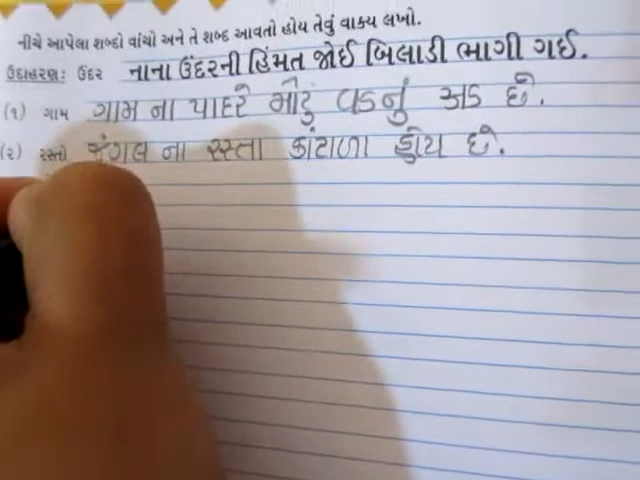 નીચે આપેલા શબ્દો વાંચો અને તે શબ્દ આવતો હોય તેવું વાક્ય લખો.
ઉદાહરણઃ ઉંદર નાના ઉંદરની હિંમત જોઈ બિલાડી ભાગી ગઈ.
(૧) ગામ ગામ ના પાદરે મોટું વડનું ઝાડ છે.
(૨) રસ્તો જંગલ ના રસ્તા કાંટાળા હોય છે.